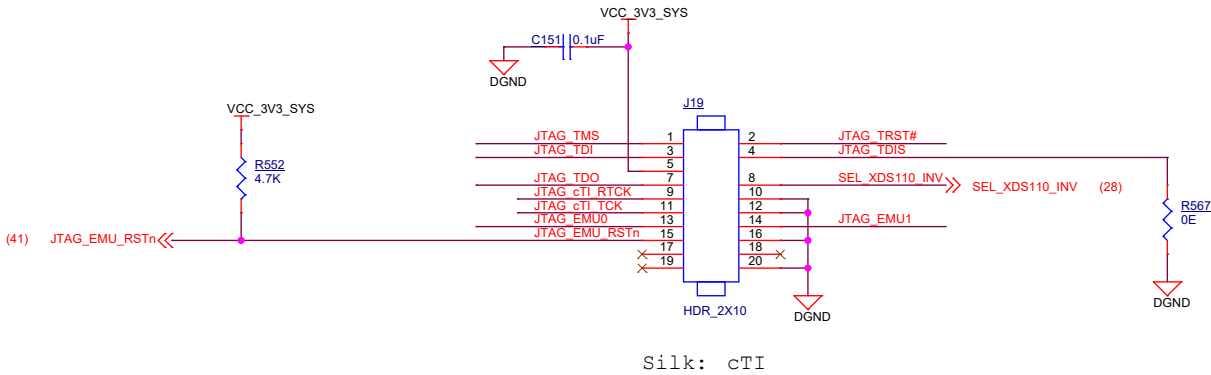 VCC_3V3_SYS
C151 0.1uF
DGND
VCC_3V3_SYS
J19
R552
4.7K
JTAG_TMS 1 2 JTAG_TRST#
JTAG_TDI 3 4 JTAG_TDIS
5
JTAG_TDO 7 8 SEL_XDS110_INV SEL_XDS110_INV (28)
JTAG_cTI_RTCK 9 10
JTAG_cTI_TCK 11 12
JTAG_EMU0 13 14 JTAG_EMU1
(41) JTAG_EMU_RSTn JTAG_EMU_RSTn 15 16
17 18
19 20
R567
0E
HDR_2X10
DGND
DGND
Silk: cTI